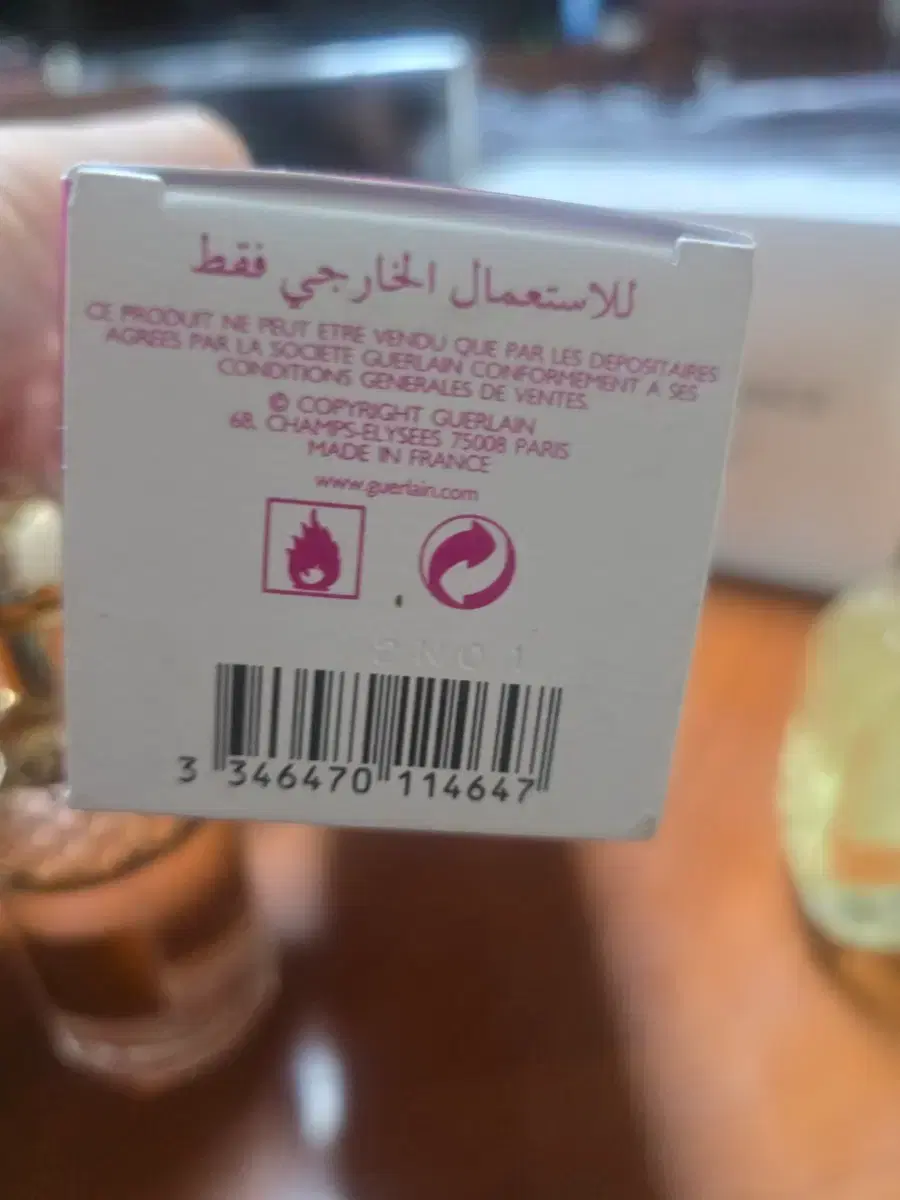 للاستعمال الخارجي فقط
CE PRODUIT NE PEUT ETRE VENDU QUE PAR LES DEPOSITAIRES
AGREES PAR LA SOCIETE GUERLAIN CONFORMEMENT A SES
CONDITIONS GENERALES DE VENTES.
© COPYRIGHT GUERLAIN
68, CHAMPS-ELYSEES 75008 PARIS
MADE IN FRANCE
www.guerlain.com
3 346470 114647